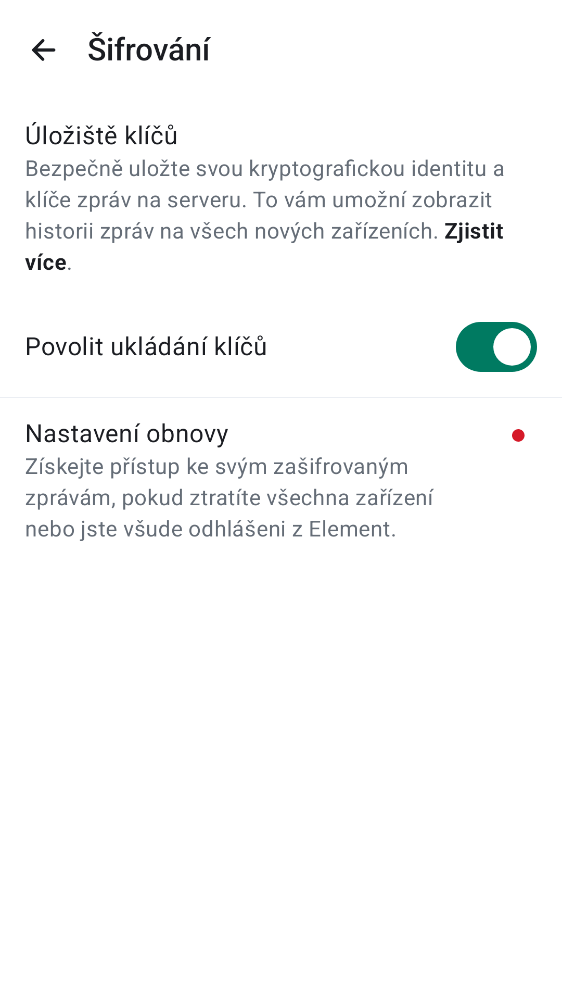 Šifrování
Úložiště klíčů
Bezpečně uložte svou kryptografickou identitu a
klíče zpráv na serveru. To vám umožní zobrazit
historii zpráv na všech nových zařízeních. Zjistit
více.
Povolit ukládání klíčů
Nastavení obnovy
Získejte přístup ke svým zašifrovaným
zprávám, pokud ztratíte všechna zařízení
nebo jste všude odhlášeni z Element.